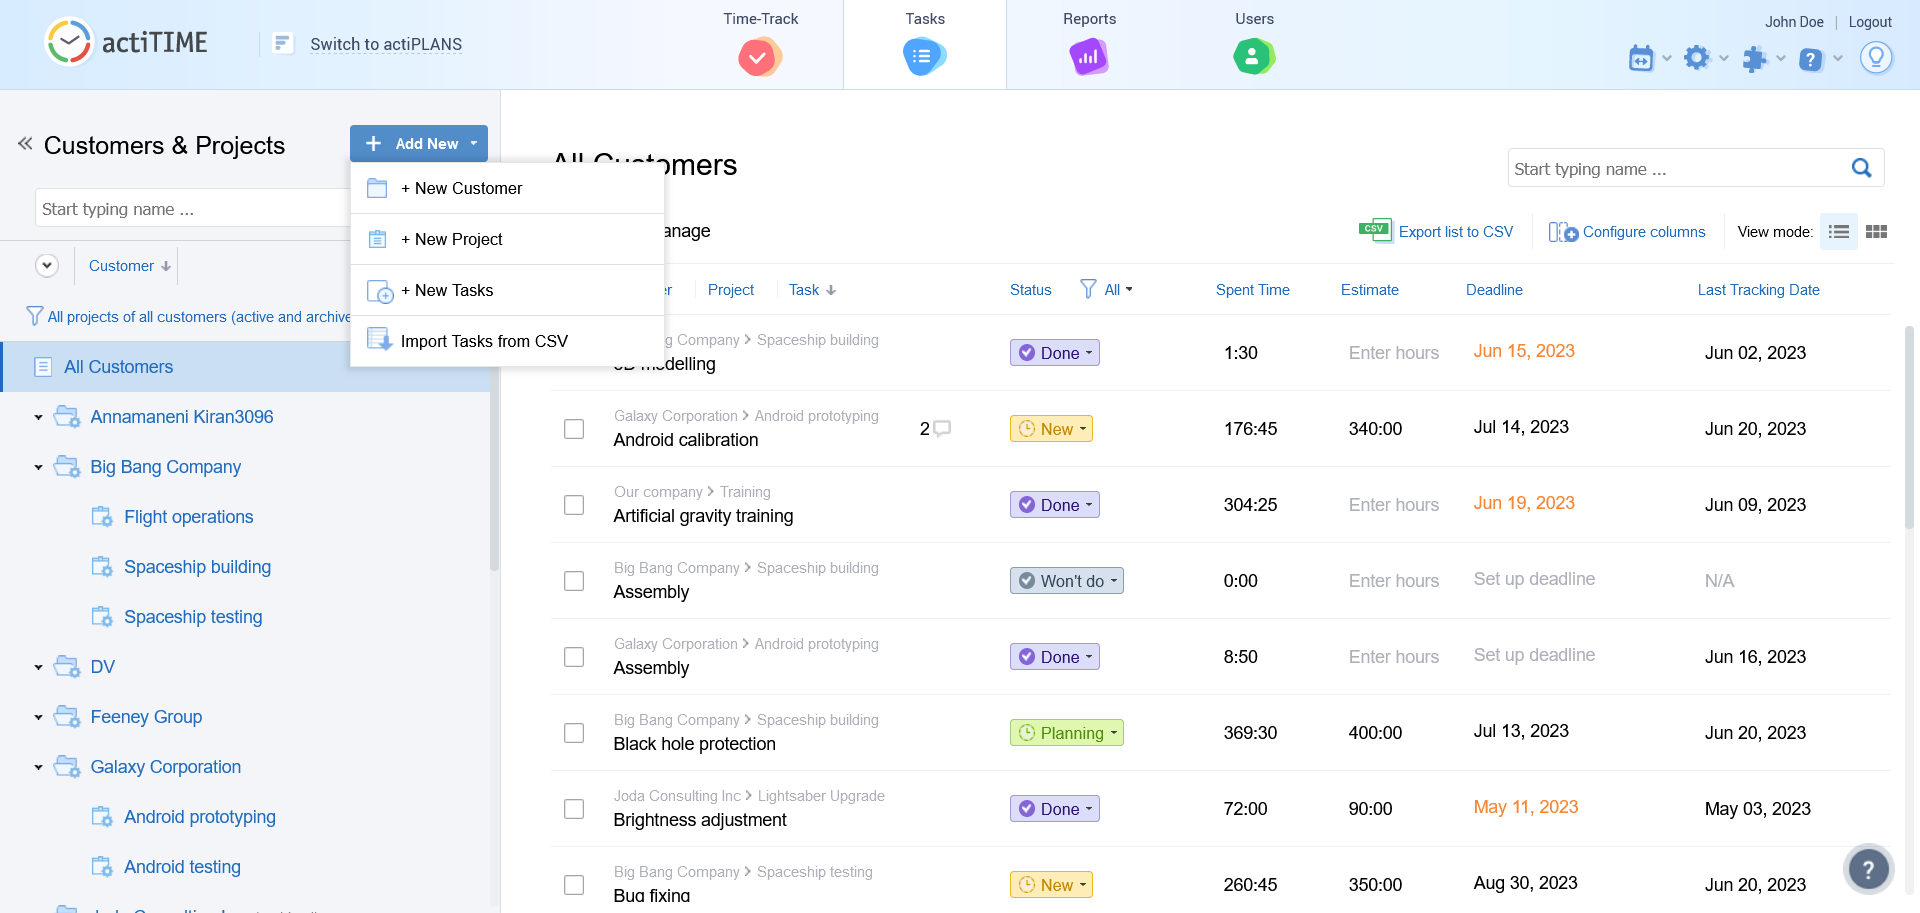 actiTIME
Switch to actiPLANS
Time-Track
Tasks
Reports
Users
John Doe
Logout
Customers & Projects
Add New
Start typing name ...
Customer
All projects of all customers (active and archive
All Customers
Annamaneni Kiran3096
Big Bang Company
Flight operations
Spaceship building
Spaceship testing
DV
Feeney Group
Galaxy Corporation
Android prototyping
Android testing
+ New Customer
+ New Project
+ New Tasks
Import Tasks from CSV
All Customers
Start typing name ...
anage
CSV Export list to CSV
Configure columns
View mode:
er
Project
Task
Status
All
Spent Time
Estimate
Deadline
Last Tracking Date
g Company > Spaceship building
3D modelling
Done
1:30
Enter hours
Jun 15, 2023
Jun 02, 2023
Galaxy Corporation > Android prototyping
Android calibration
2
New
176:45
340:00
Jul 14, 2023
Jun 20, 2023
Our company > Training
Artificial gravity training
Done
304:25
Enter hours
Jun 19, 2023
Jun 09, 2023
Big Bang Company > Spaceship building
Assembly
Won't do
0:00
Enter hours
Set up deadline
N/A
Galaxy Corporation > Android prototyping
Assembly
Done
8:50
Enter hours
Set up deadline
Jun 16, 2023
Big Bang Company > Spaceship building
Black hole protection
Planning
369:30
400:00
Jul 13, 2023
Jun 20, 2023
Joda Consulting Inc > Lightsaber Upgrade
Brightness adjustment
Done
72:00
90:00
May 11, 2023
May 03, 2023
Big Bang Company > Spaceship testing
Bug fixing
New
260:45
350:00
Aug 30, 2023
Jun 20, 2023
?